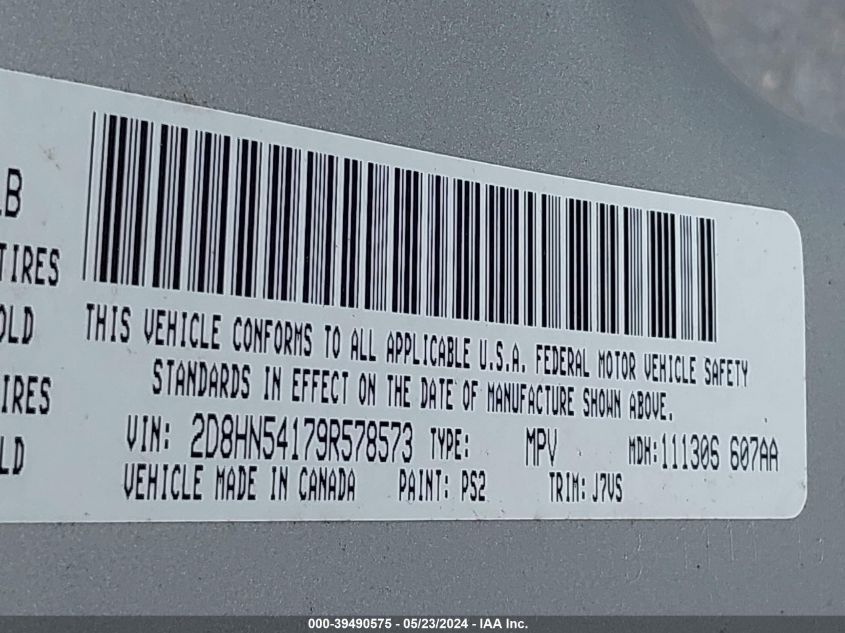 LB
TIRES
OLD
IRES
LD
THIS VEHICLE CONFORMS TO ALL APPLICABLE U.S.A. FEDERAL MOTOR VEHICLE SAFETY
STANDARDS IN EFFECT ON THE DATE OF MANUFACTURE SHOWN ABOVE.
VIN: 2D8HN54179R578573 TYPE: MPV MDH:111306 607AA
VEHICLE MADE IN CANADA PAINT: PS2 TRIM: J7VS
000-39490575 - 05/23/2024 - IAA Inc.